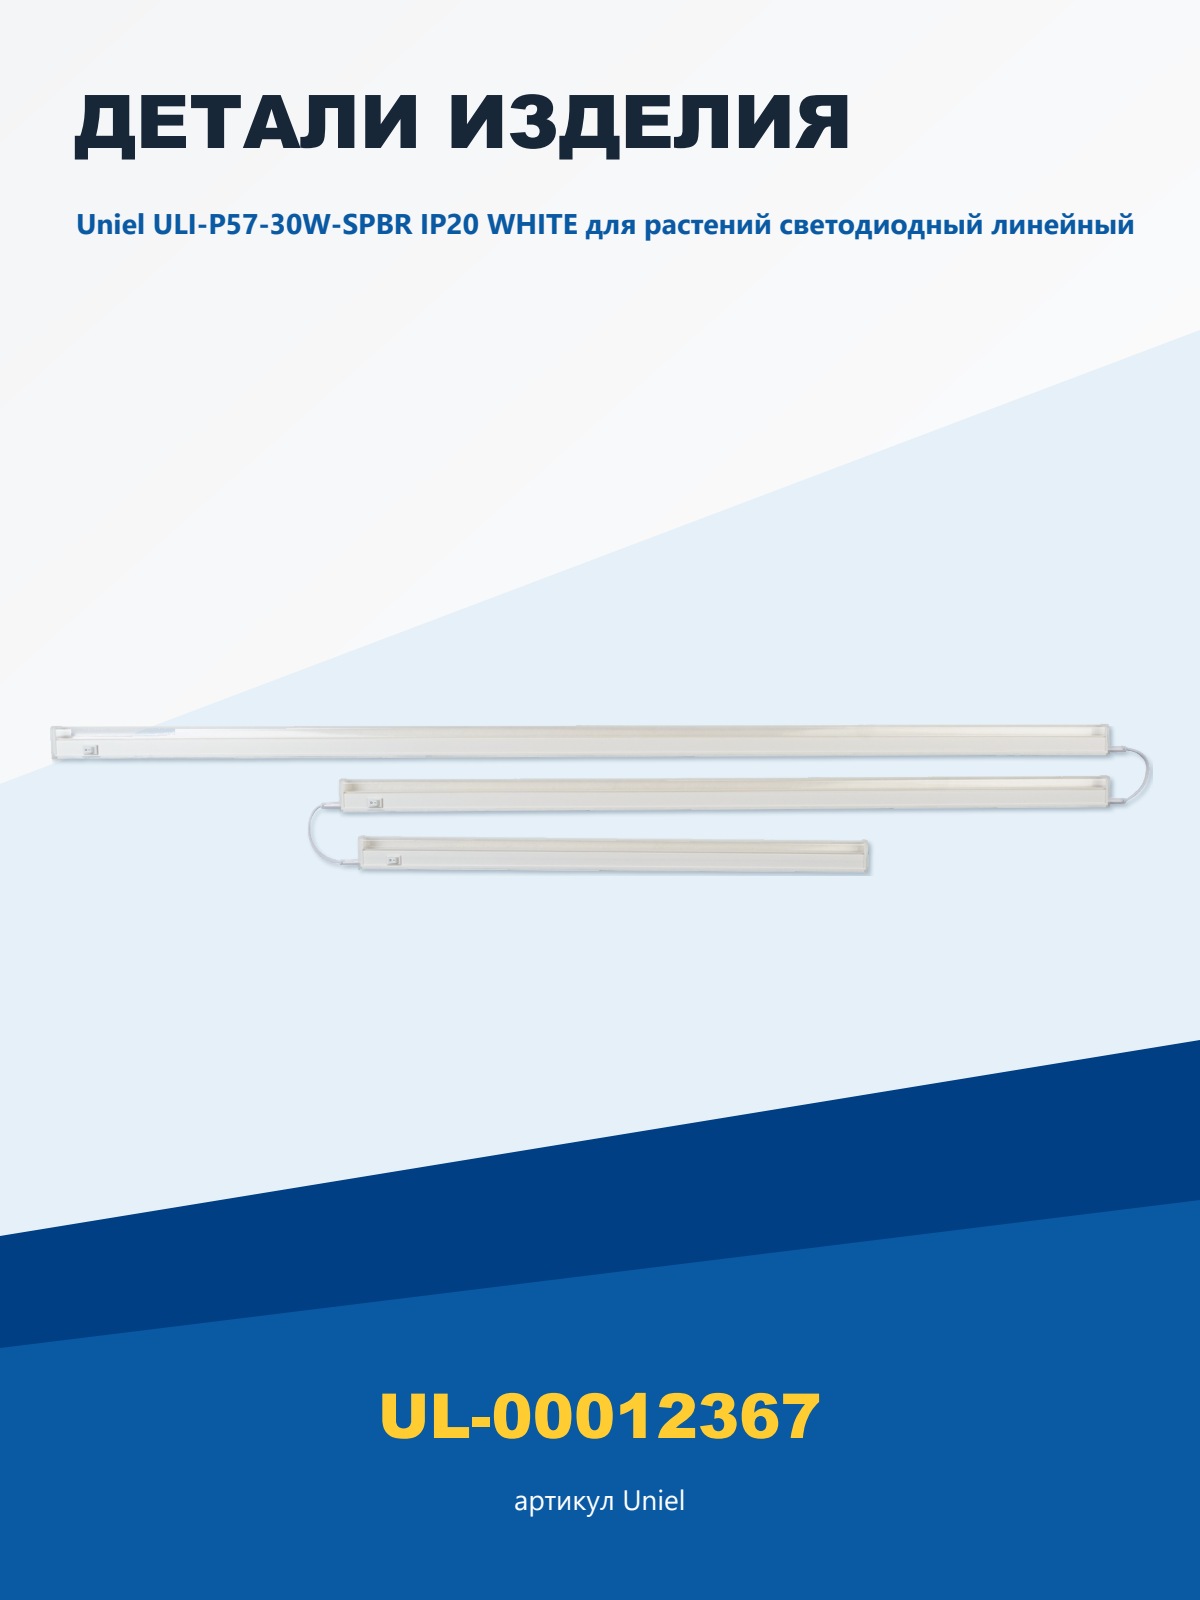 ДЕТАЛИ ИЗДЕЛИЯ
Uniel ULI-P57-30W-SPBR IP20 WHITE для растений светодиодный линейный
UL-00012367
артикул Uniel